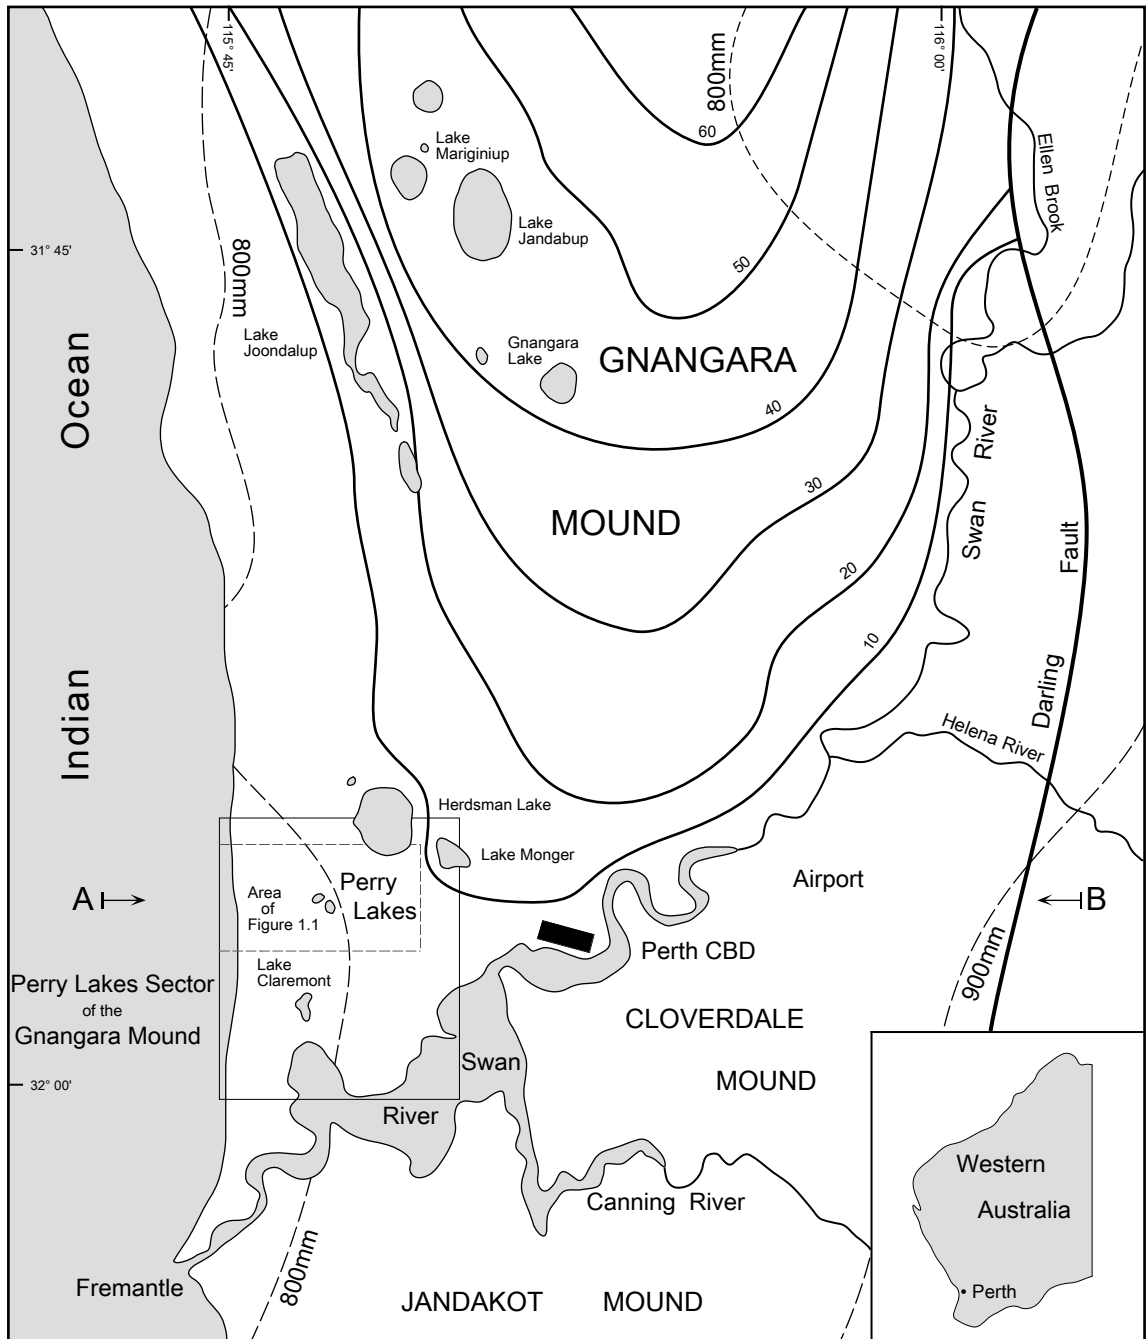 115° 45'
116° 00'
800mm
60
Ellen Brook
Lake
Mariginiup
Lake
Jandabup
31° 45'
800mm
50
Lake
Joondalup
Gnangara
Lake
GNANGARA
40
Ocean
River
Swan
30
MOUND
Fault
20
10
Darling
Indian
Helena River
Herdsman Lake
Lake Monger
Airport
A
Area
of
Figure 1.1
Perry
Lakes
B
Perth CBD
900mm
Lake
Claremont
Perry Lakes Sector
of the
Gnangara Mound
CLOVERDALE
MOUND
Swan
River
32° 00'
Canning River
Western
Australia
Perth
Fremantle
800mm
JANDAKOT MOUND